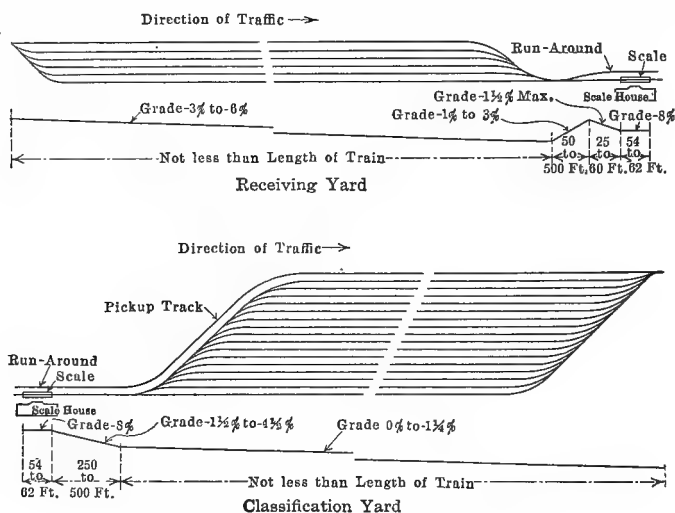 Direction of Traffic
Run-Around
Scale
Grade-1½% Max.
Scale House
Grade-3% to-6%
Grade-1% to 3%
Grade-8%
50 to 500 Ft.
25 to 60 Ft.
54 to 62 Ft.
Not less than Length of Train
Receiving Yard
Direction of Traffic
Pickup Track
Run-Around
Scale
Scale House
Grade-8%
Grade-1½% to-4½%
Grade 0% to-1¼%
54 to 62 Ft.
250 to 500 Ft.
Not less than Length of Train
Classification Yard